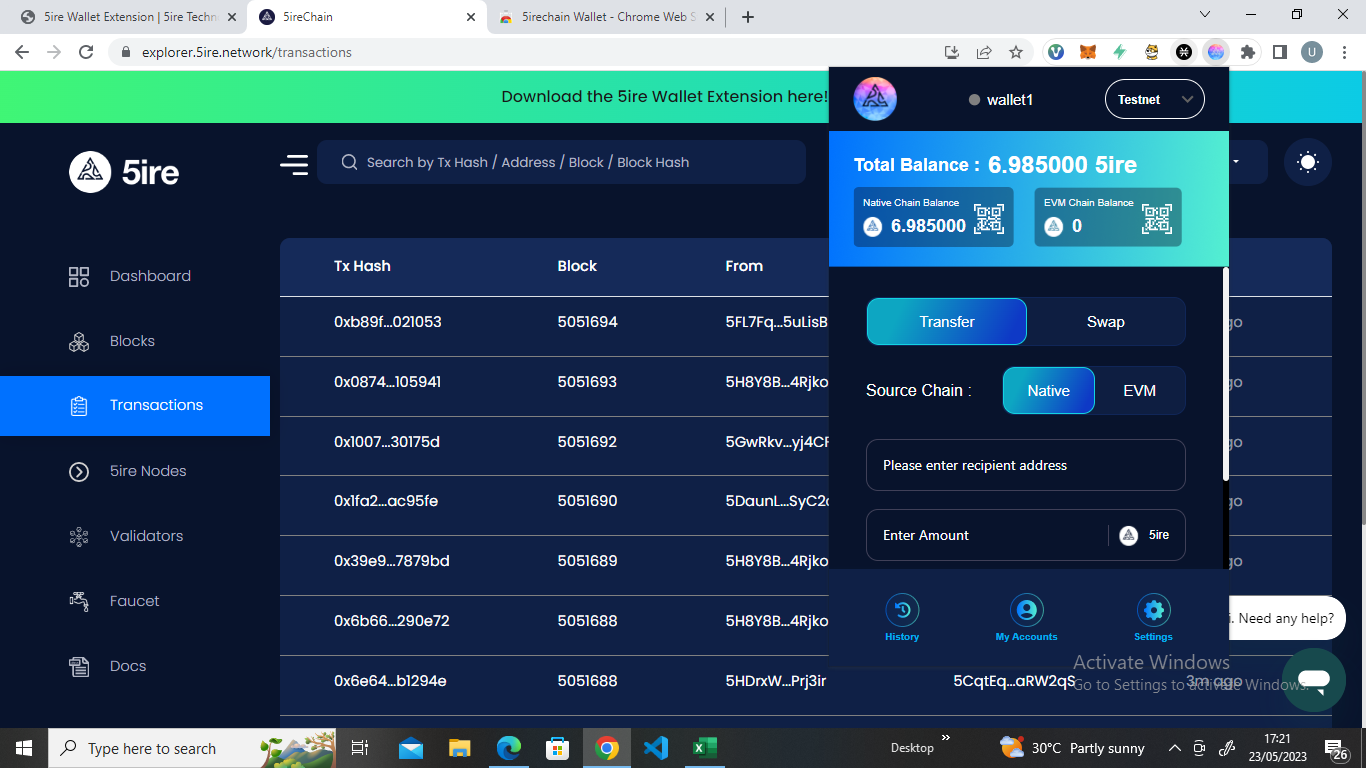 5ire Wallet Extension | 5ire Techn
5ireChain
5irechain Wallet - Chrome Web S
explorer.5ire.network/transactions
U
Download the 5ire Wallet Extension here!
5ire
Search by Tx Hash / Address / Block / Block Hash
Dashboard
Blocks
Transactions
5ire Nodes
Validators
Faucet
Docs
Tx Hash Block From
0xb89f...021053 5051694 5FL7Fq...5uLisB go
0x0874...105941 5051693 5H8Y8B...4Rjko go
0x1007...30175d 5051692 5GwRkv...yj4CF go
0x1fa2...ac95fe 5051690 5DaunL...SyC2 go
0x39e9...7879bd 5051689 5H8Y8B...4Rjko go
0x6b66...290e72 5051688 5H8Y8B...4Rjko
0x6e64...b1294e 5051688 5HDrxW...Prj3ir 5CqtEq...aRW2qS 3m ago
wallet1
Testnet
Total Balance : 6.985000 5ire
Native Chain Balance
6.985000
EVM Chain Balance
0
Transfer
Swap
Source Chain :
Native
EVM
Please enter recipient address
Enter Amount
5ire
History
My Accounts
Settings
i. Need any help?
Activate Windows
Go to Settings to activate Windows.
Type here to search
Desktop
30°C Partly sunny
17:21
23/05/2023
26